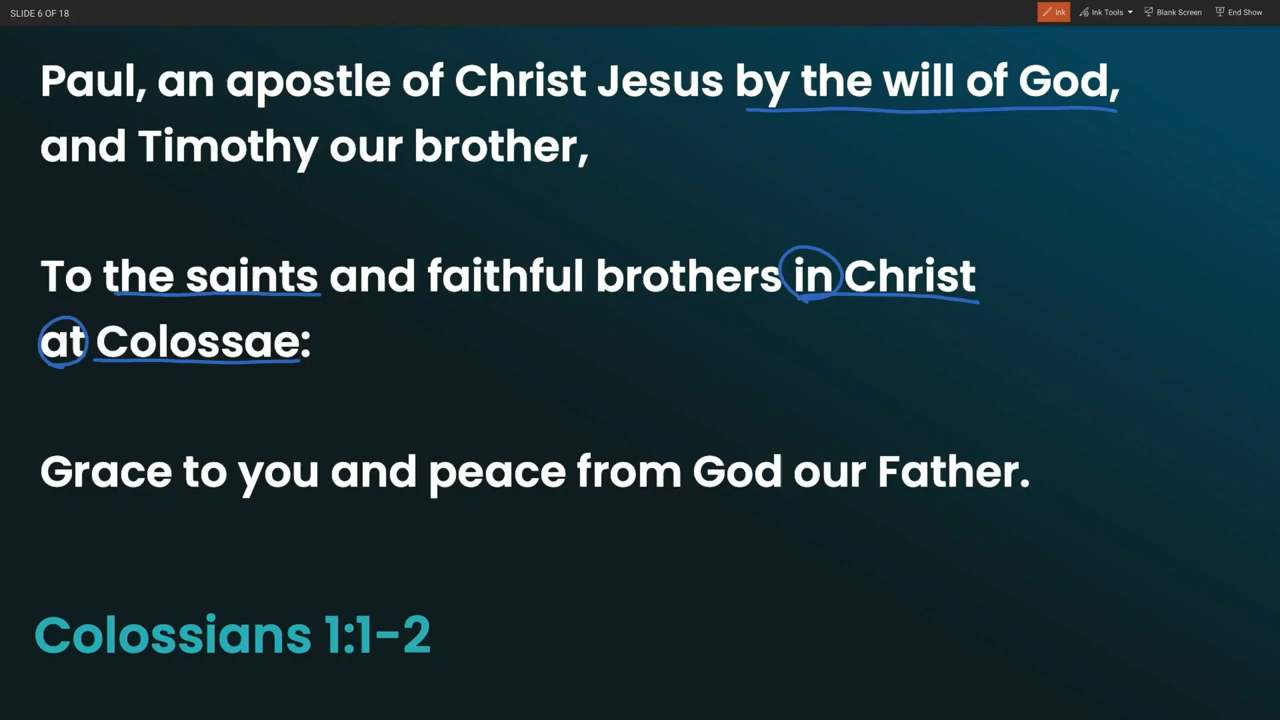 SLIDE 6 OF 18
Ink
Ink Tools
Blank Screen
End Show
Paul, an apostle of Christ Jesus by the will of God,
and Timothy our brother,
To the saints and faithful brothers in Christ
at Colossae:
Grace to you and peace from God our Father.
Colossians 1:1-2